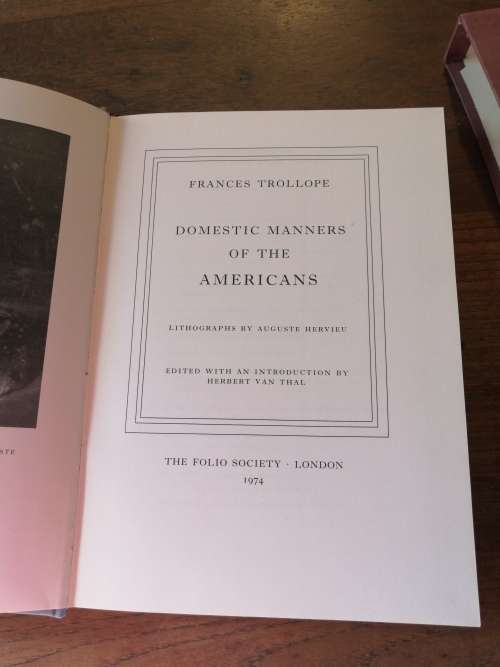 FRANCES TROLLOPE
DOMESTIC MANNERS
OF THE
AMERICANS
LITHOGRAPHS BY AUGUSTE HERVIEU
EDITED WITH AN INTRODUCTION BY
HERBERT VAN THAL
THE FOLIO SOCIETY · LONDON
1974